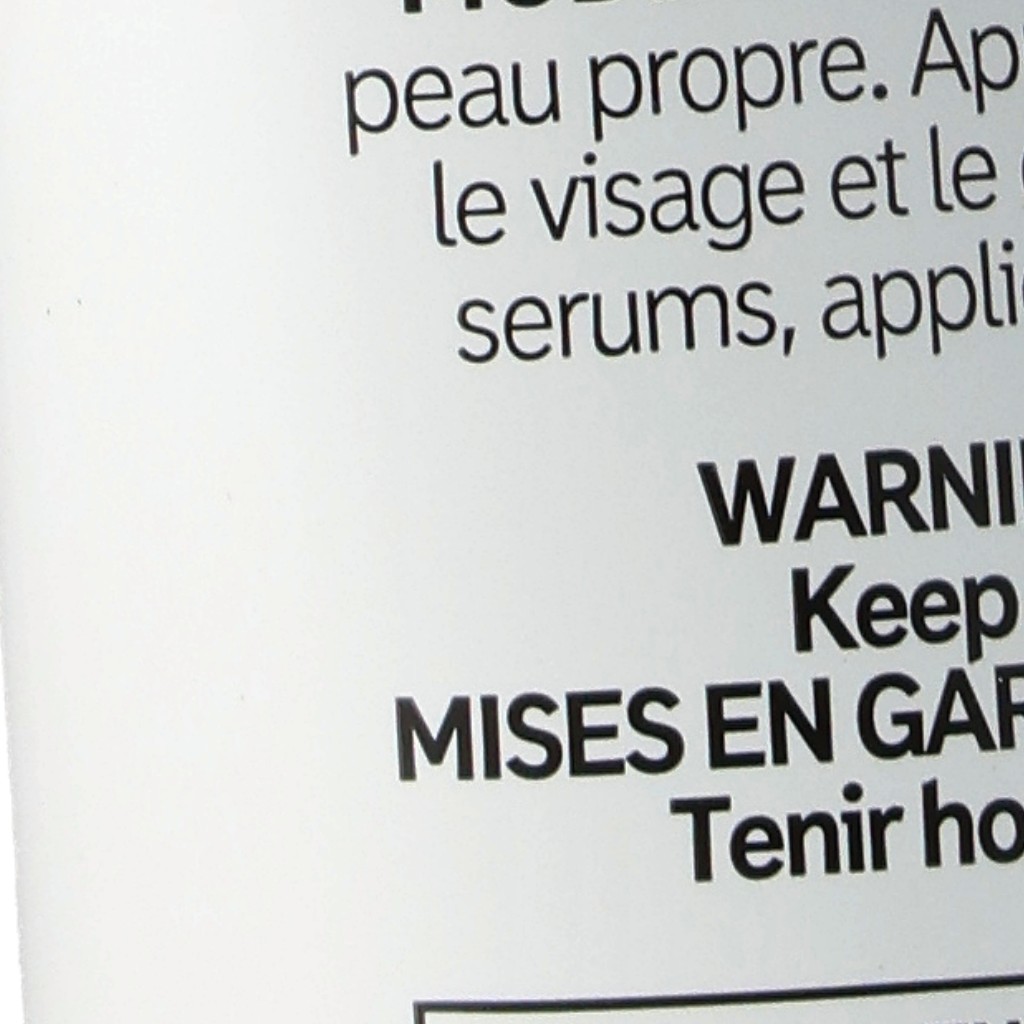 peau propre. Ap
le visage et le
serums, appli
WARNI
Keep
MISES EN GAR
Tenir ho